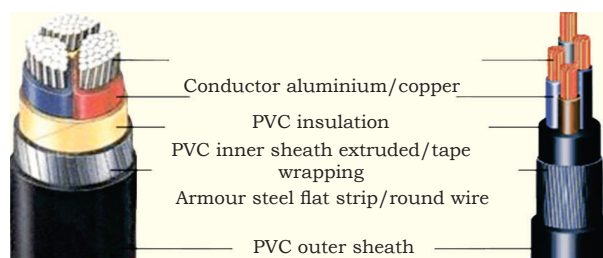 Conductor aluminium/copper
PVC insulation
PVC inner sheath extruded/tape
wrapping
Armour steel flat strip/round wire
PVC outer sheath